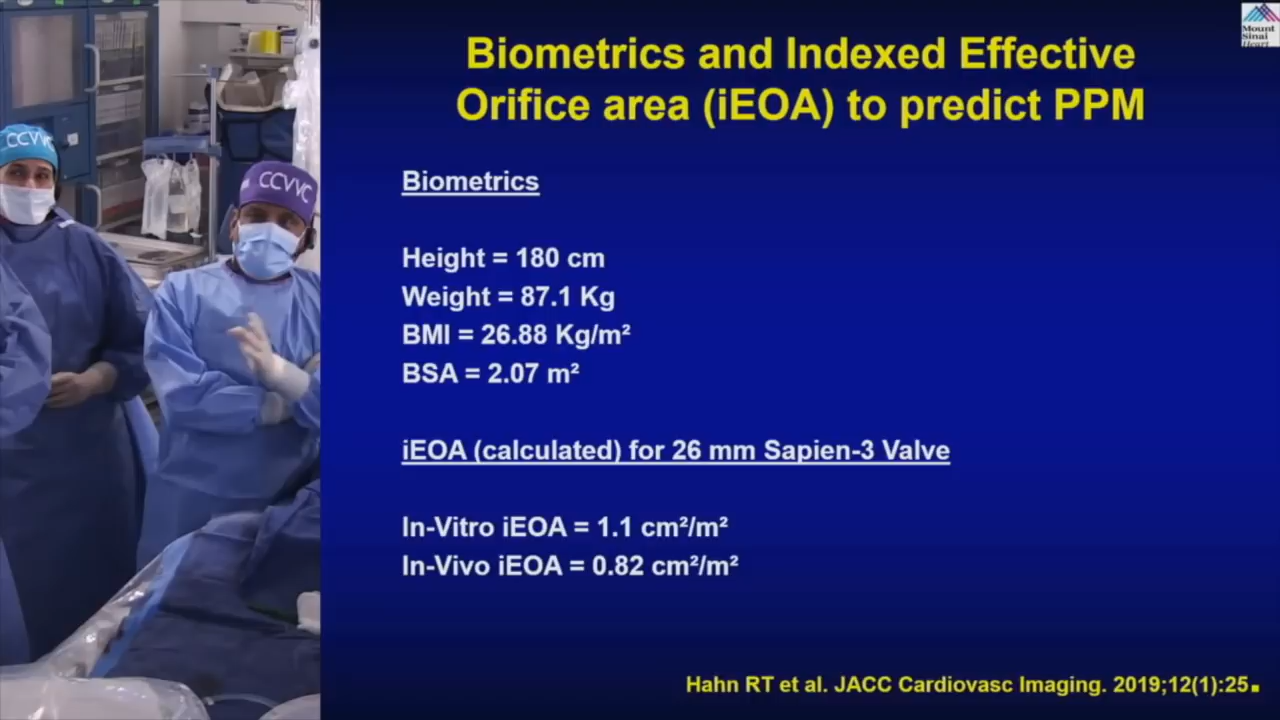 Mount
Sinai
Heart
Biometrics and Indexed Effective
Orifice area (iEOA) to predict PPM
CCVVC
CCVVC
Biometrics
Height = 180 cm
Weight = 87.1 Kg
BMI = 26.88 Kg/m²
BSA = 2.07 m²
iEOA (calculated) for 26 mm Sapien-3 Valve
In-Vitro iEOA = 1.1 cm²/m²
In-Vivo iEOA = 0.82 cm²/m²
Hahn RT et al. JACC Cardiovasc Imaging. 2019;12(1):25.